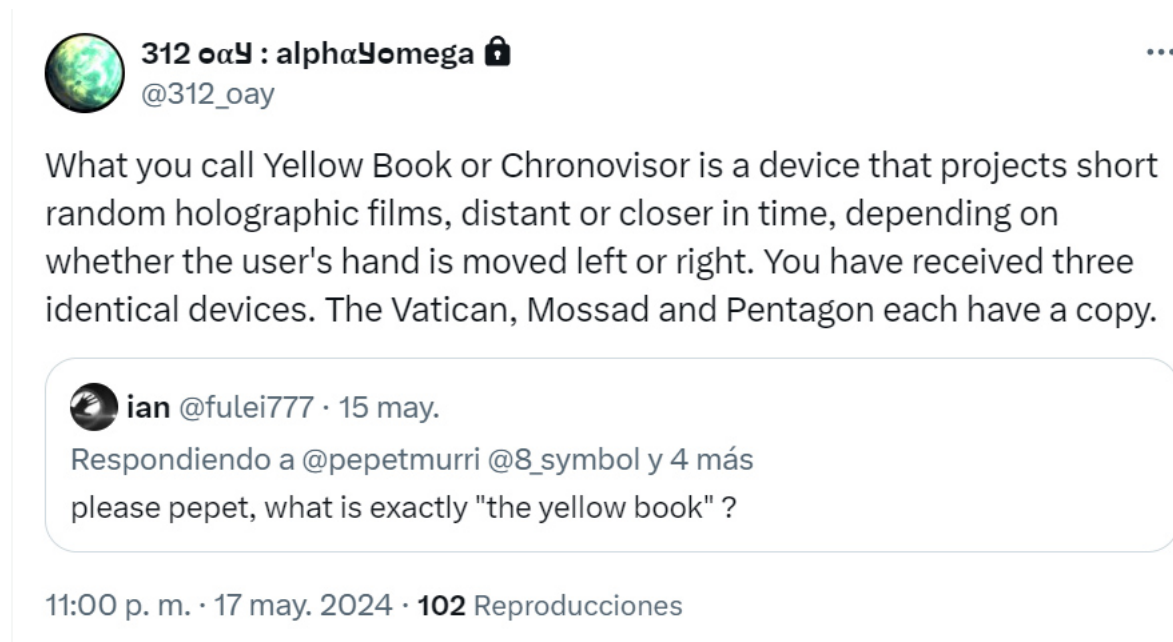 312 oαY : alphαYomega
@312_oay
What you call Yellow Book or Chronovisor is a device that projects short
random holographic films, distant or closer in time, depending on
whether the user's hand is moved left or right. You have received three
identical devices. The Vatican, Mossad and Pentagon each have a copy.
ian @fulei777 · 15 may.
Respondiendo a @pepetmurri @8_symbol y 4 más
please pepet, what is exactly "the yellow book" ?
11:00 p. m. · 17 may. 2024 · 102 Reproducciones